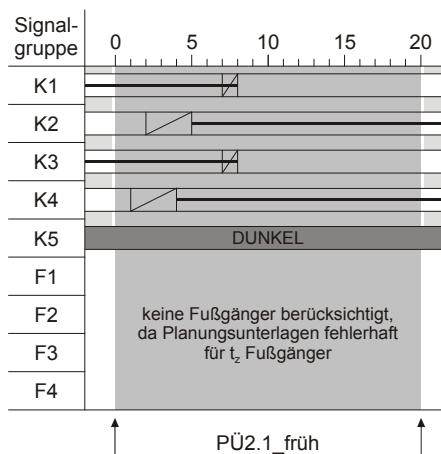 Signal-
gruppe
0 5 10 15 20
K1
K2
K3
K4
K5 DUNKEL
F1
F2
F3
F4
keine Fußgänger berücksichtigt,
da Planungsunterlagen fehlerhaft
für tz Fußgänger
PÜ2.1_früh